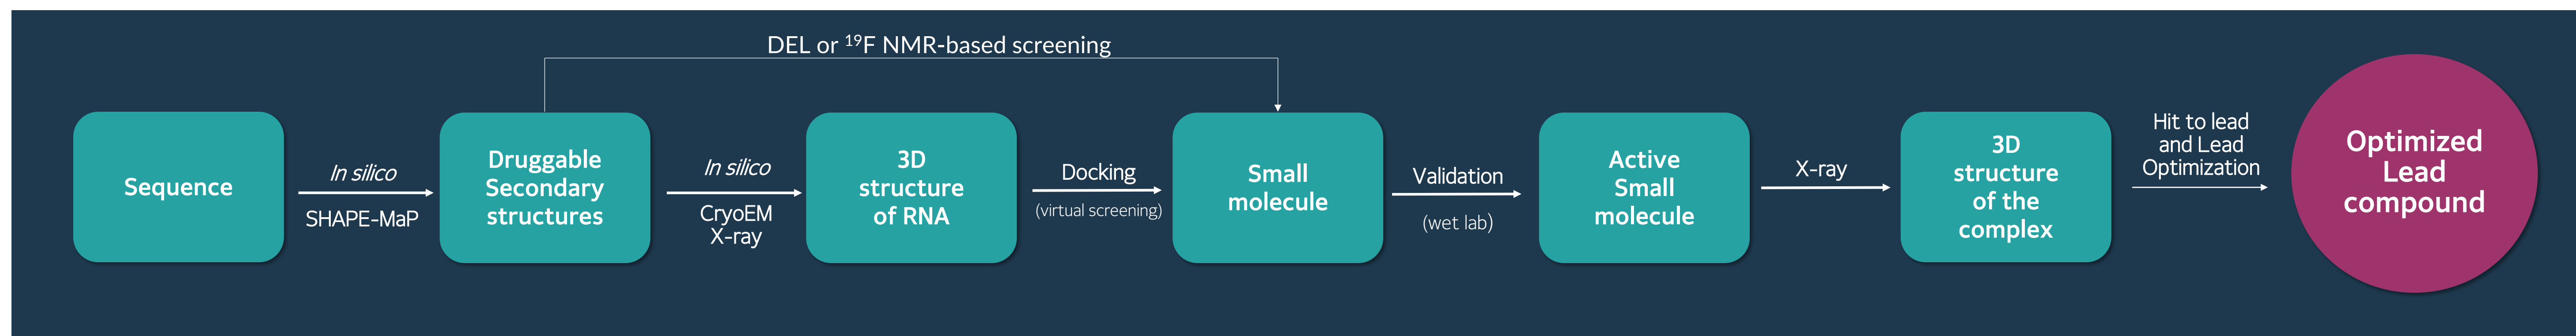 DEL or ¹⁹F NMR-based screening
Sequence
In silico
SHAPE-MaP
Druggable
Secondary
structures
In silico
CryoEM
X-ray
3D
structure
of RNA
Docking
(virtual screening)
Small
molecule
Validation
(wet lab)
Active
Small
molecule
X-ray
3D
structure
of the
complex
Hit to lead
and Lead
Optimization
Optimized
Lead
compound